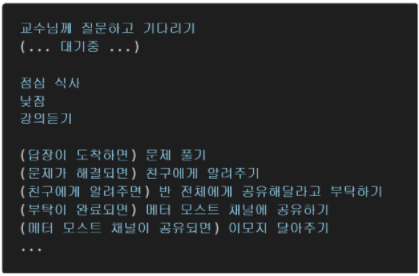 교수님께 질문하고 기다리기
(... 대기중 ...)
점심 식사
낮잠
강의듣기
(답장이 도착하면) 문제 풀기
(문제가 해결되면) 친구에게 알려주기
(친구에게 알려주면) 반 전체에게 공유해달라고 부탁하기
(부탁이 완료되면) 메터 모스트 채널에 공유하기
(메터 모스트 채널이 공유되면) 이모지 달아주기
...